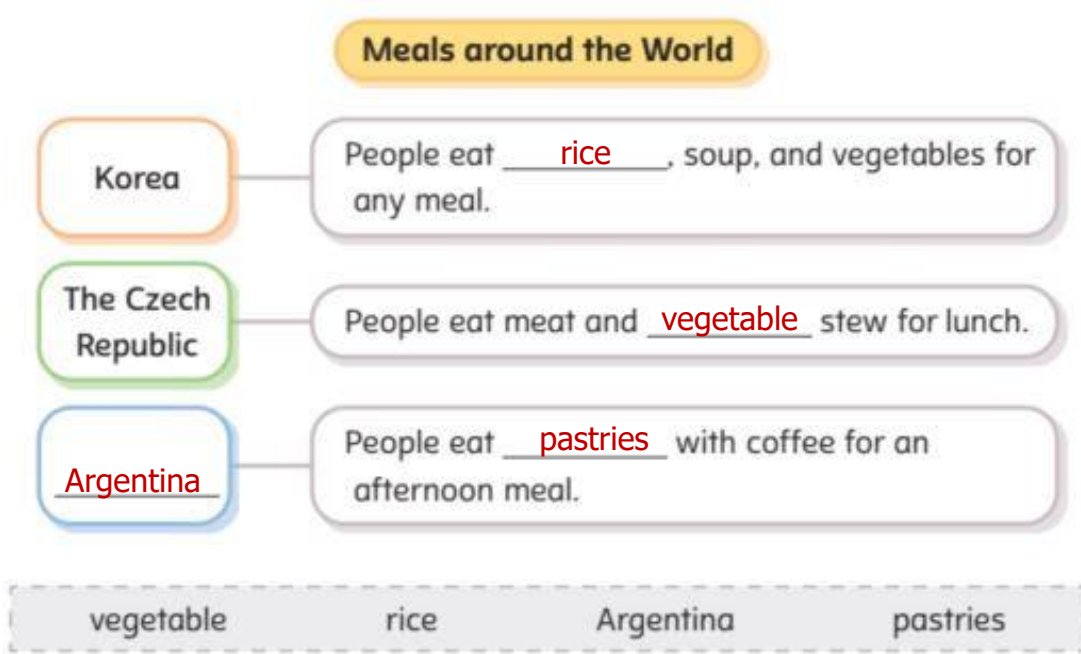 Meals around the World
Korea
People eat rice, soup, and vegetables for
any meal.
The Czech
Republic
People eat meat and vegetable stew for lunch.
Argentina
People eat pastries with coffee for an
afternoon meal.
vegetable rice Argentina pastries